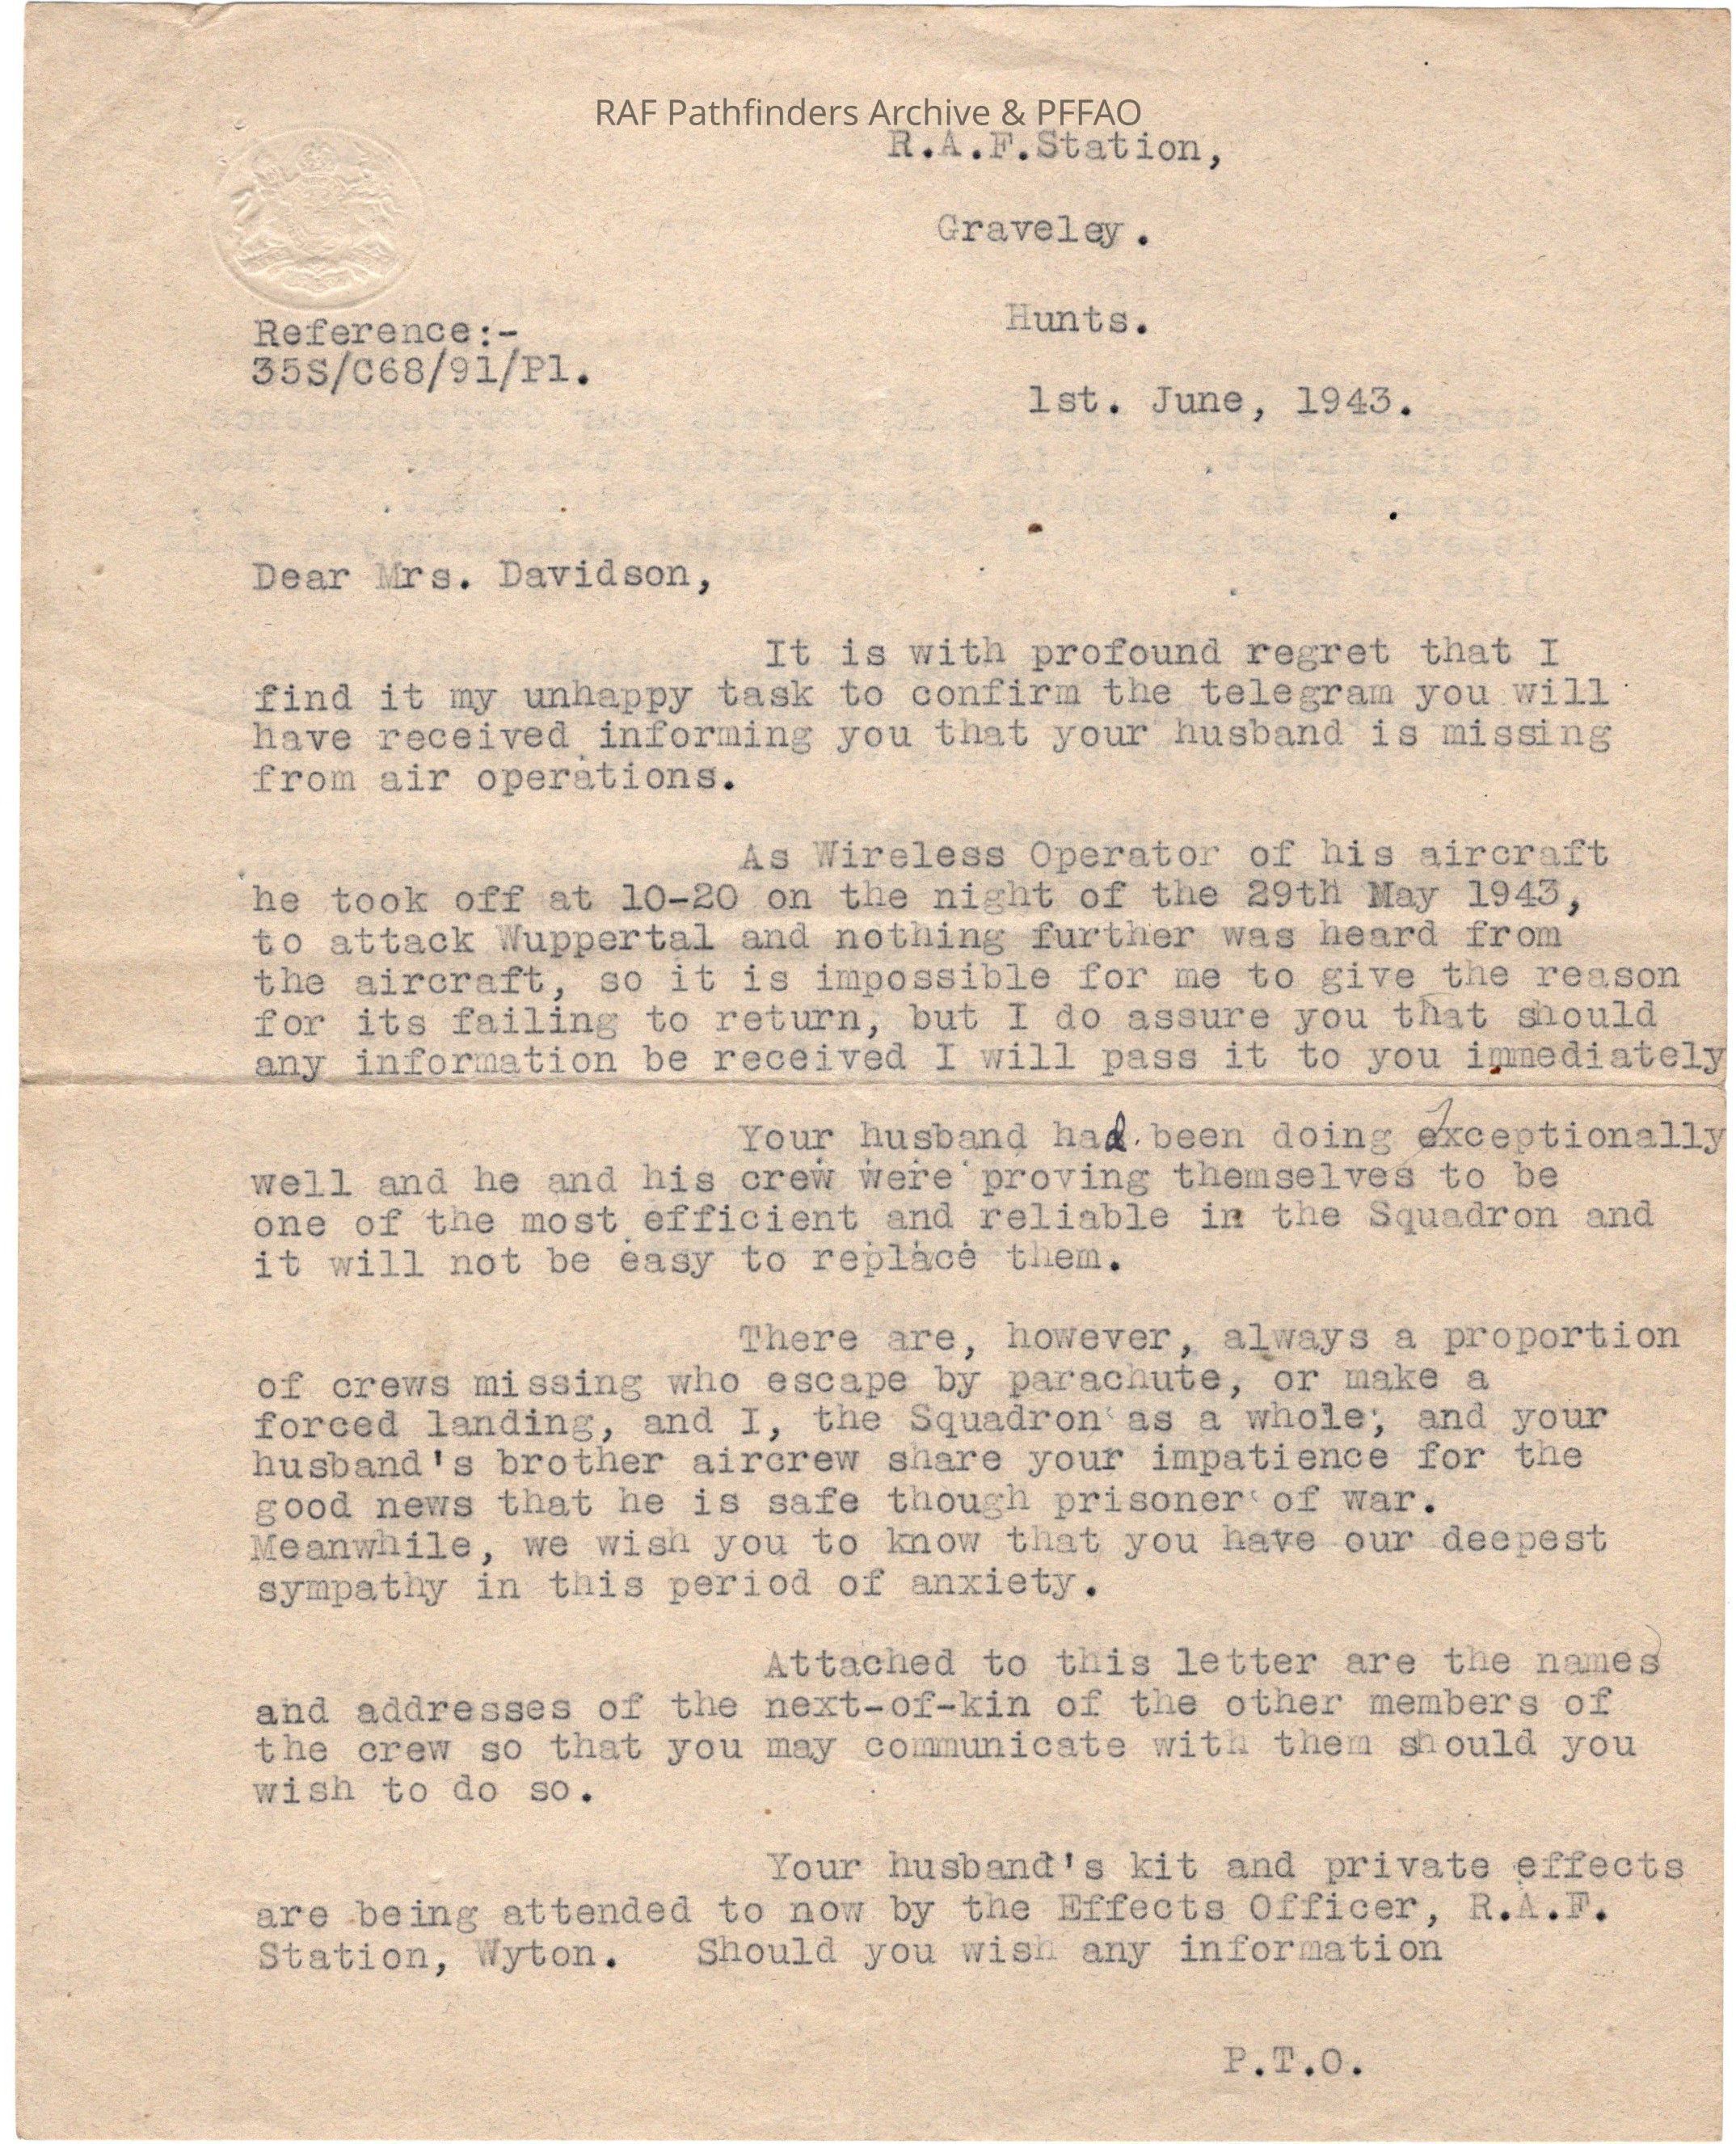 RAF Pathfinders Archive & PFFAO
R.A.F.Station,
Graveley.
Hunts.
Reference:-
35S/C68/91/P1.
1st. June, 1943.
Dear Mrs. Davidson,
It is with profound regret that I
find it my unhappy task to confirm the telegram you will
have received informing you that your husband is missing
from air operations.
As Wireless Operator of his aircraft
he took off at 10-20 on the night of the 29th May 1943,
to attack Wuppertal and nothing further was heard from
the aircraft, so it is impossible for me to give the reason
for its failing to return, but I do assure you that should
any information be received I will pass it to you immediately
Your husband had been doing exceptionally
well and he and his crew were proving themselves to be
one of the most efficient and reliable in the Squadron and
it will not be easy to replace them.
There are, however, always a proportion
of crews missing who escape by parachute, or make a
forced landing, and I, the Squadron as a whole, and your
husband's brother aircrew share your impatience for the
good news that he is safe though prisoner of war.
Meanwhile, we wish you to know that you have our deepest
sympathy in this period of anxiety.
Attached to this letter are the names
and addresses of the next-of-kin of the other members of
the crew so that you may communicate with them should you
wish to do so.
Your husband's kit and private effects
are being attended to now by the Effects Officer, R.A.F.
Station, Wyton. Should you wish any information
P.T.O.